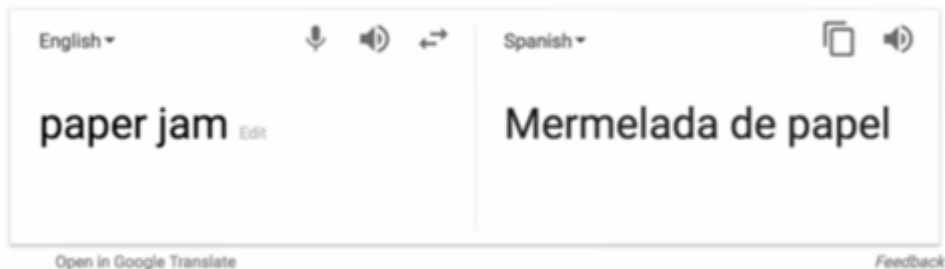 English Spanish
paper jam Edit Mermelada de papel
Open in Google Translate Feedback